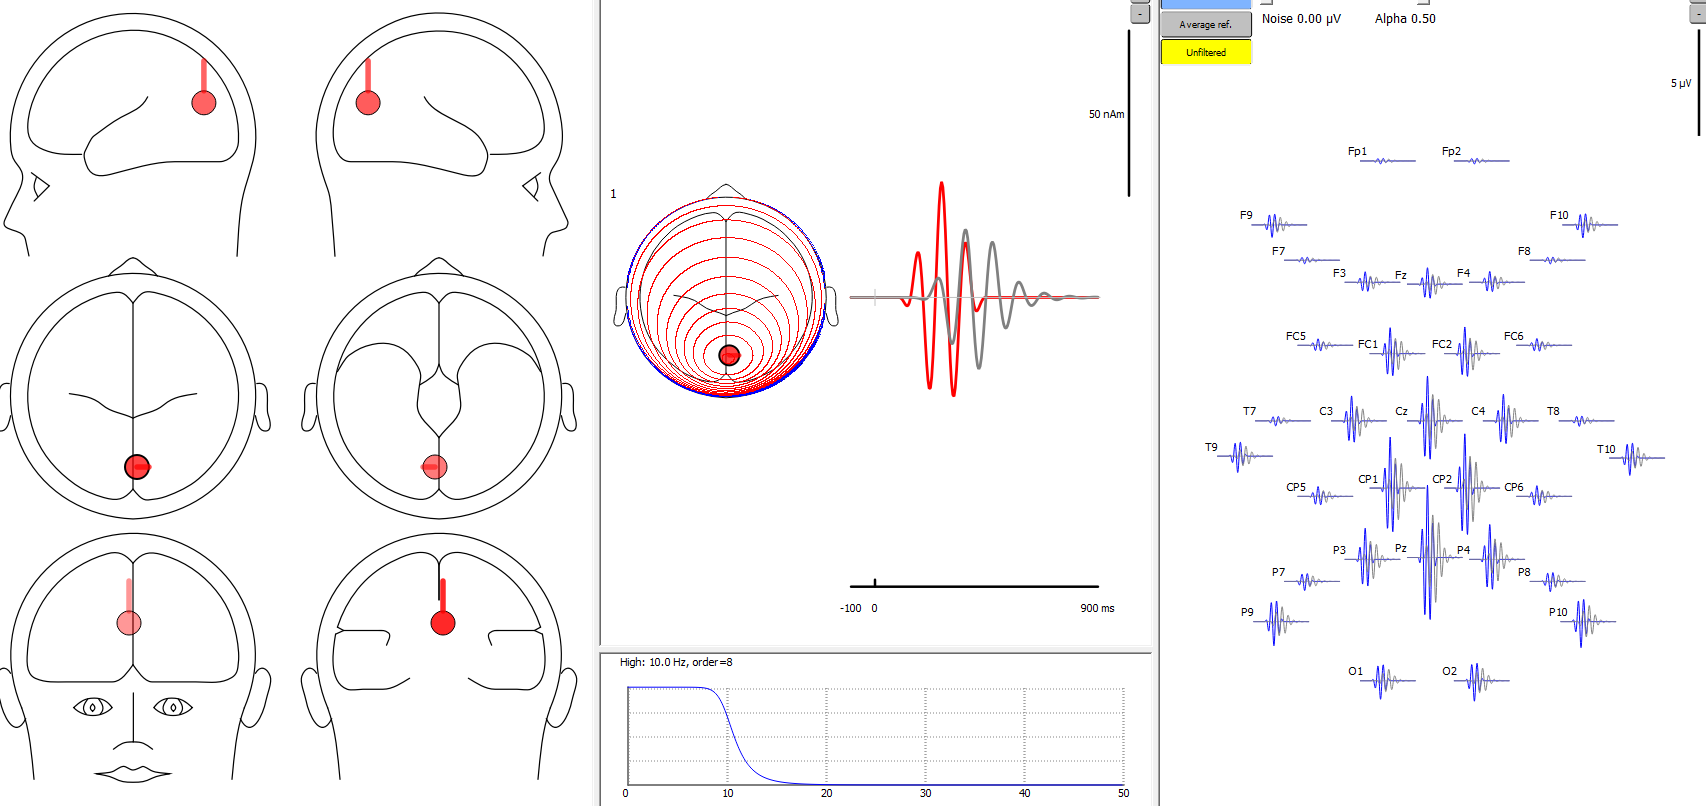 -
50 nAm
1
-100 0 900 ms
High: 10.0 Hz, order=8
0 10 20 30 40 50
Average ref.
Unfiltered
Noise 0.00 µV Alpha 0.50
-
5 µV
Fp1 Fp2
F9 F10
F7 F8
F3 Fz F4
FC5 FC1 FC2 FC6
T7 C3 Cz C4 T8
T9 T10
CP5 CP1 CP2 CP6
P3 Pz P4
P7 P8
P9 P10
O1 O2